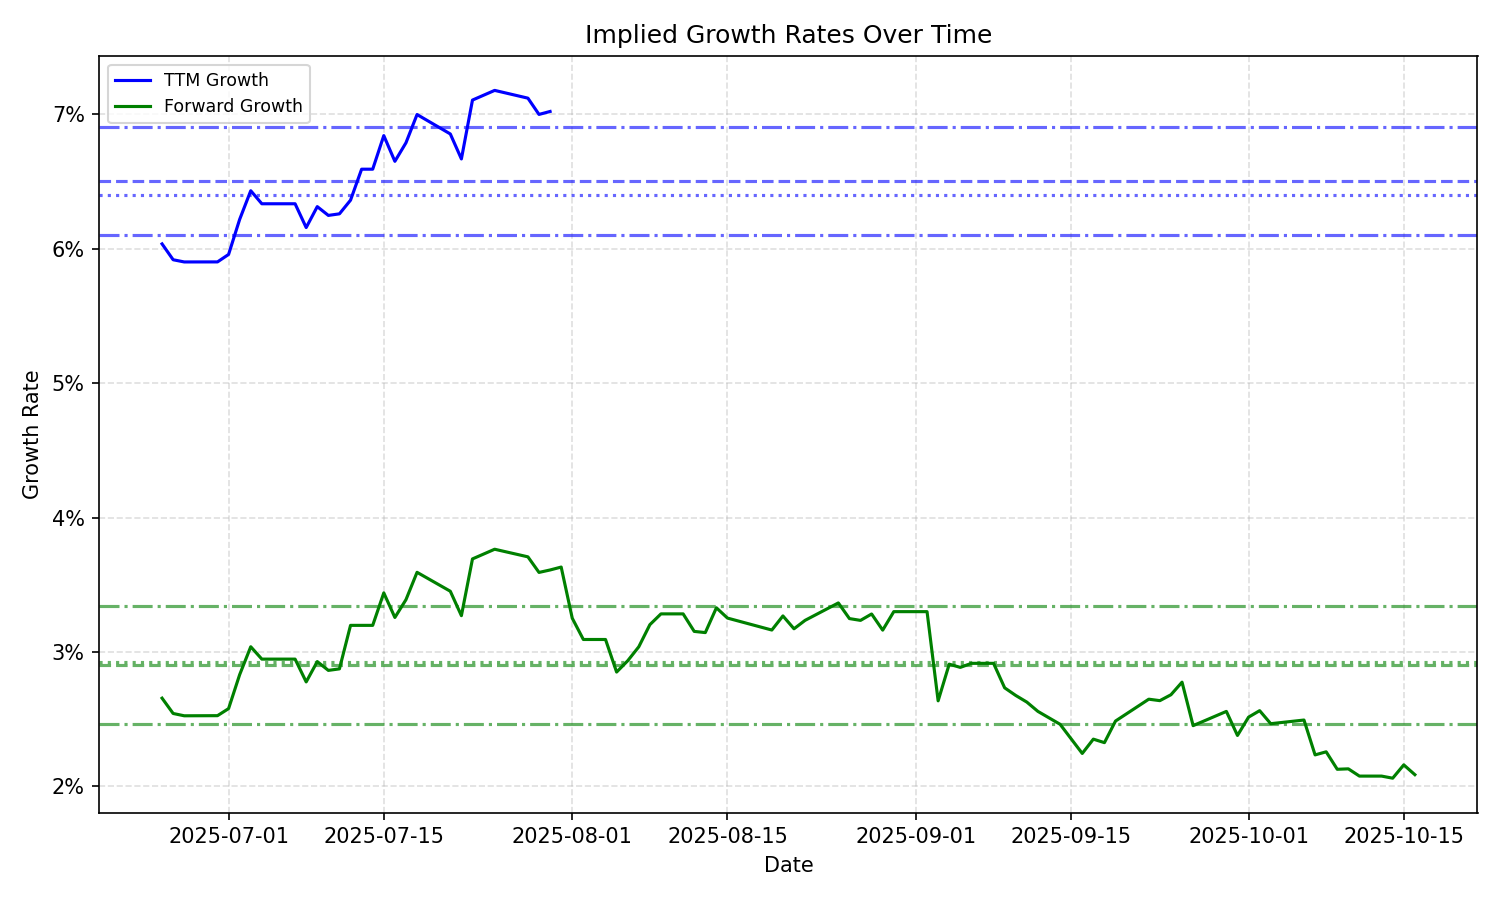 Implied Growth Rates Over Time
TTM Growth
Forward Growth
7%
6%
5%
4%
3%
2%
Growth Rate
2025-07-01
2025-07-15
2025-08-01
2025-08-15
2025-09-01
2025-09-15
2025-10-01
2025-10-15
Date